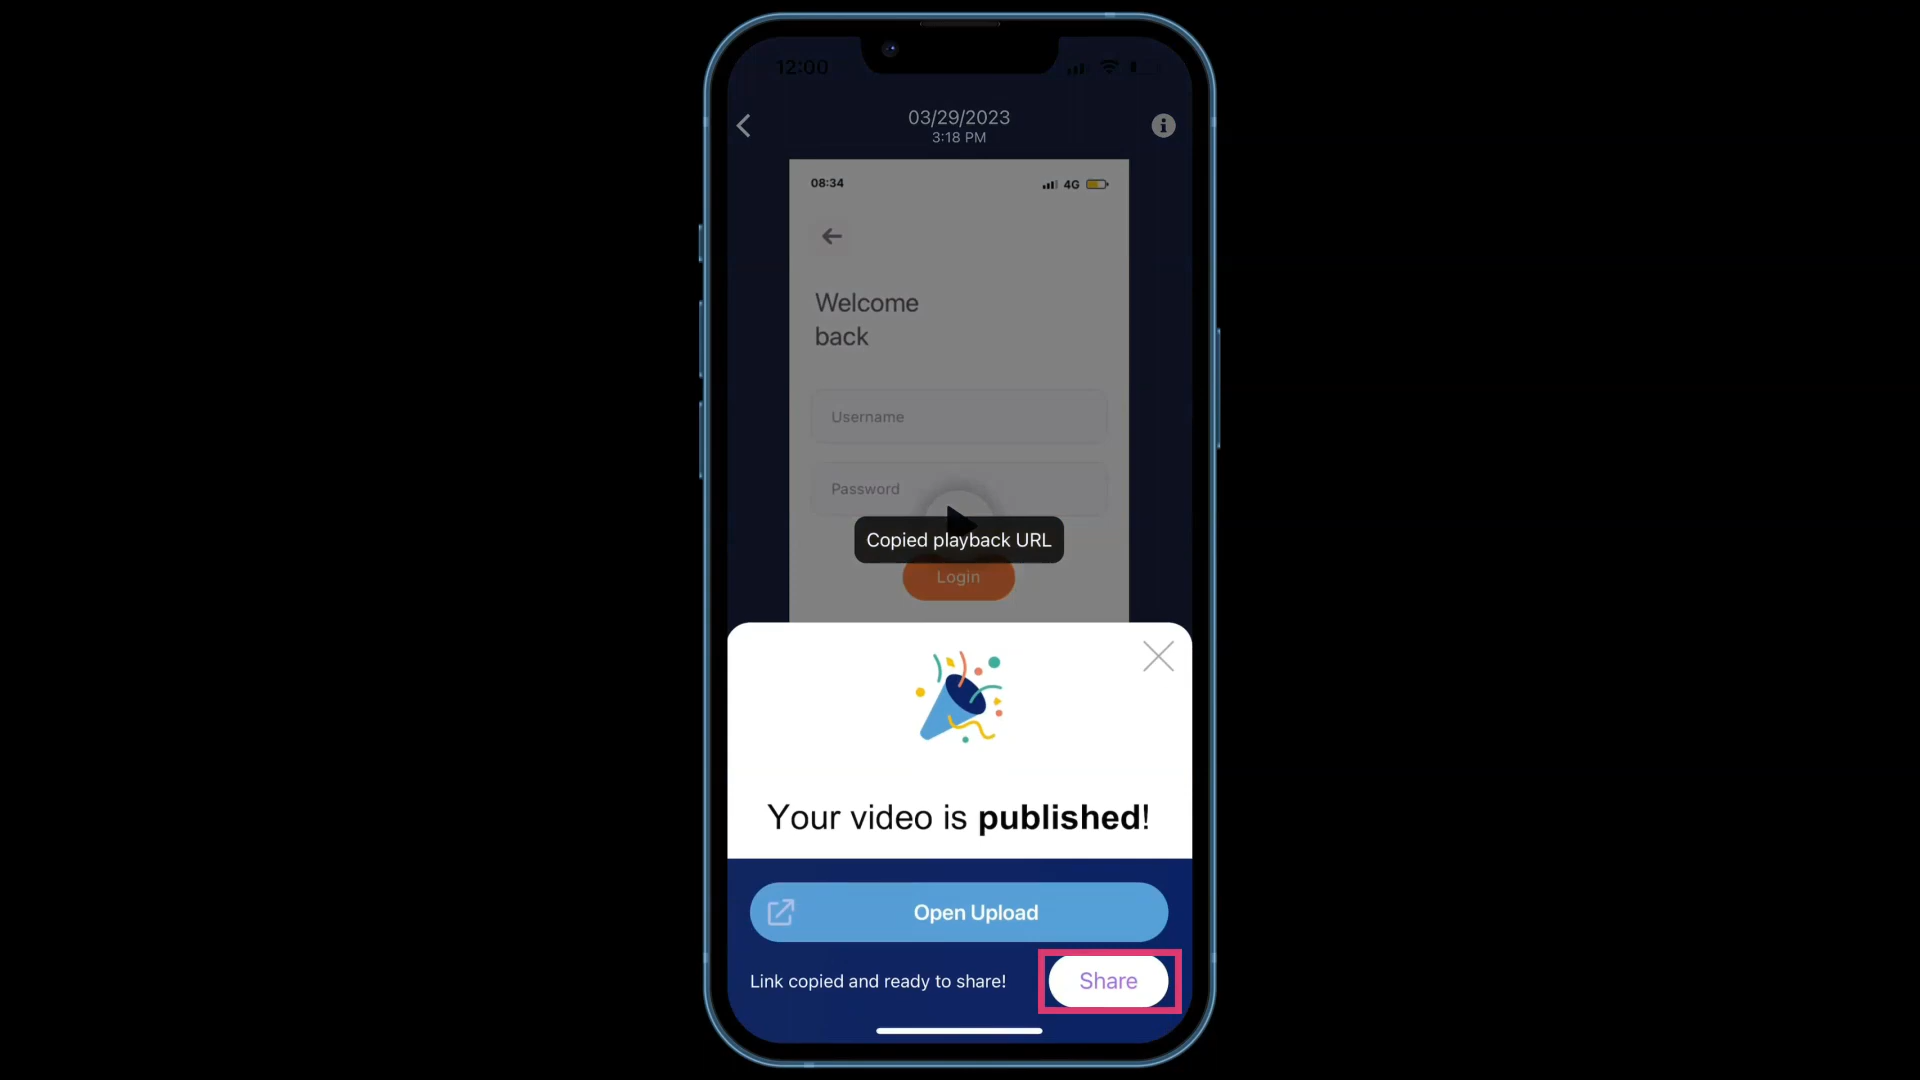 12:00
03/29/2023
3:18 PM
08:34
4G
Welcome
back
Username
Password
Copied playback URL
Login
Your video is published!
Open Upload
Link copied and ready to share!
Share